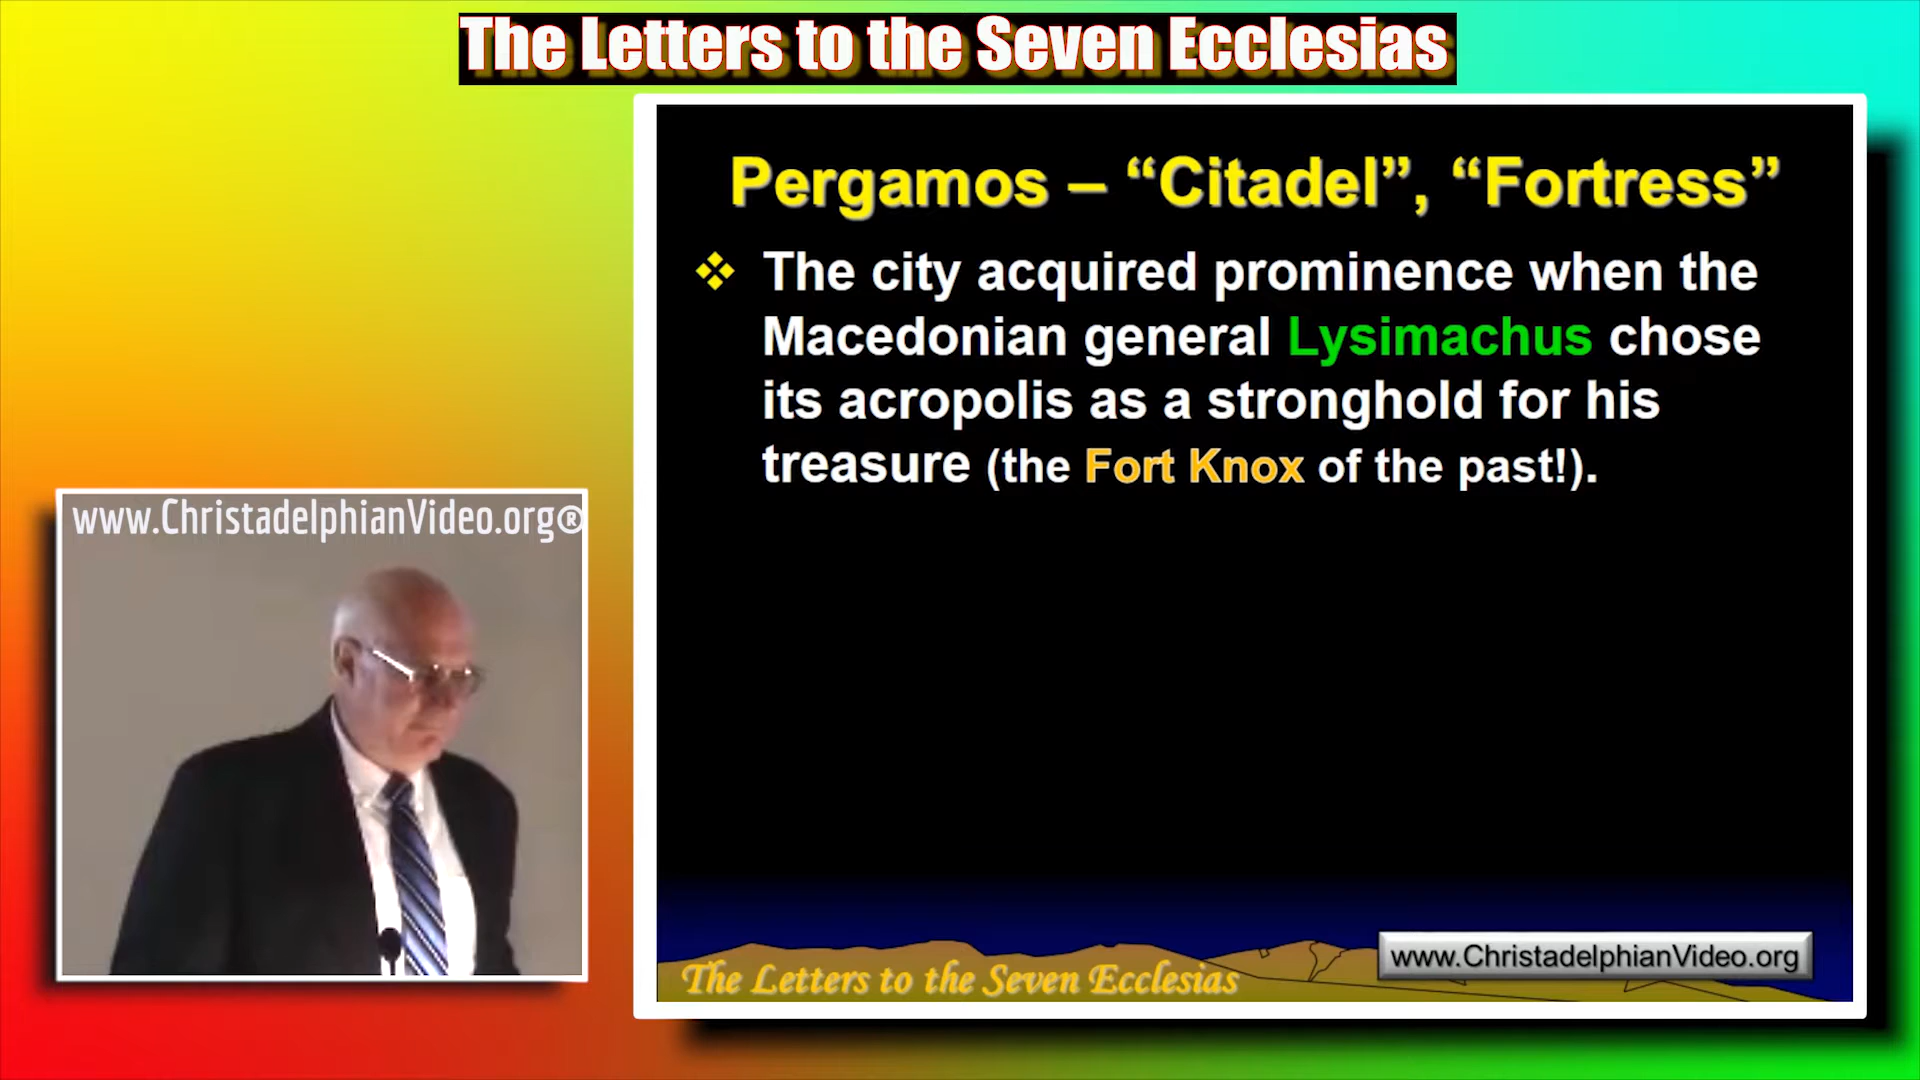 The Letters to the Seven Ecclesias
Pergamos – “Citadel”, “Fortress”
❖ The city acquired prominence when the
Macedonian general Lysimachus chose
its acropolis as a stronghold for his
treasure (the Fort Knox of the past!).
www.ChristadelphianVideo.org®
www.ChristadelphianVideo.org
The Letters to the Seven Ecclesias